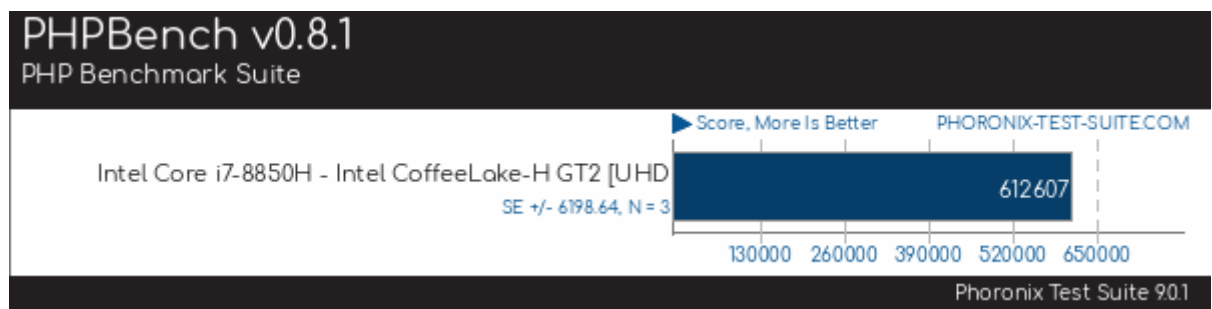 PHPBench v0.8.1
PHP Benchmark Suite
Score, More Is Better PHORONIX-TEST-SUITE.COM
Intel Core i7-8850H - Intel CoffeeLake-H GT2 [UHD
612607
SE +/- 6198.64, N = 3
130000 260000 390000 520000 650000
Phoronix Test Suite 9.0.1